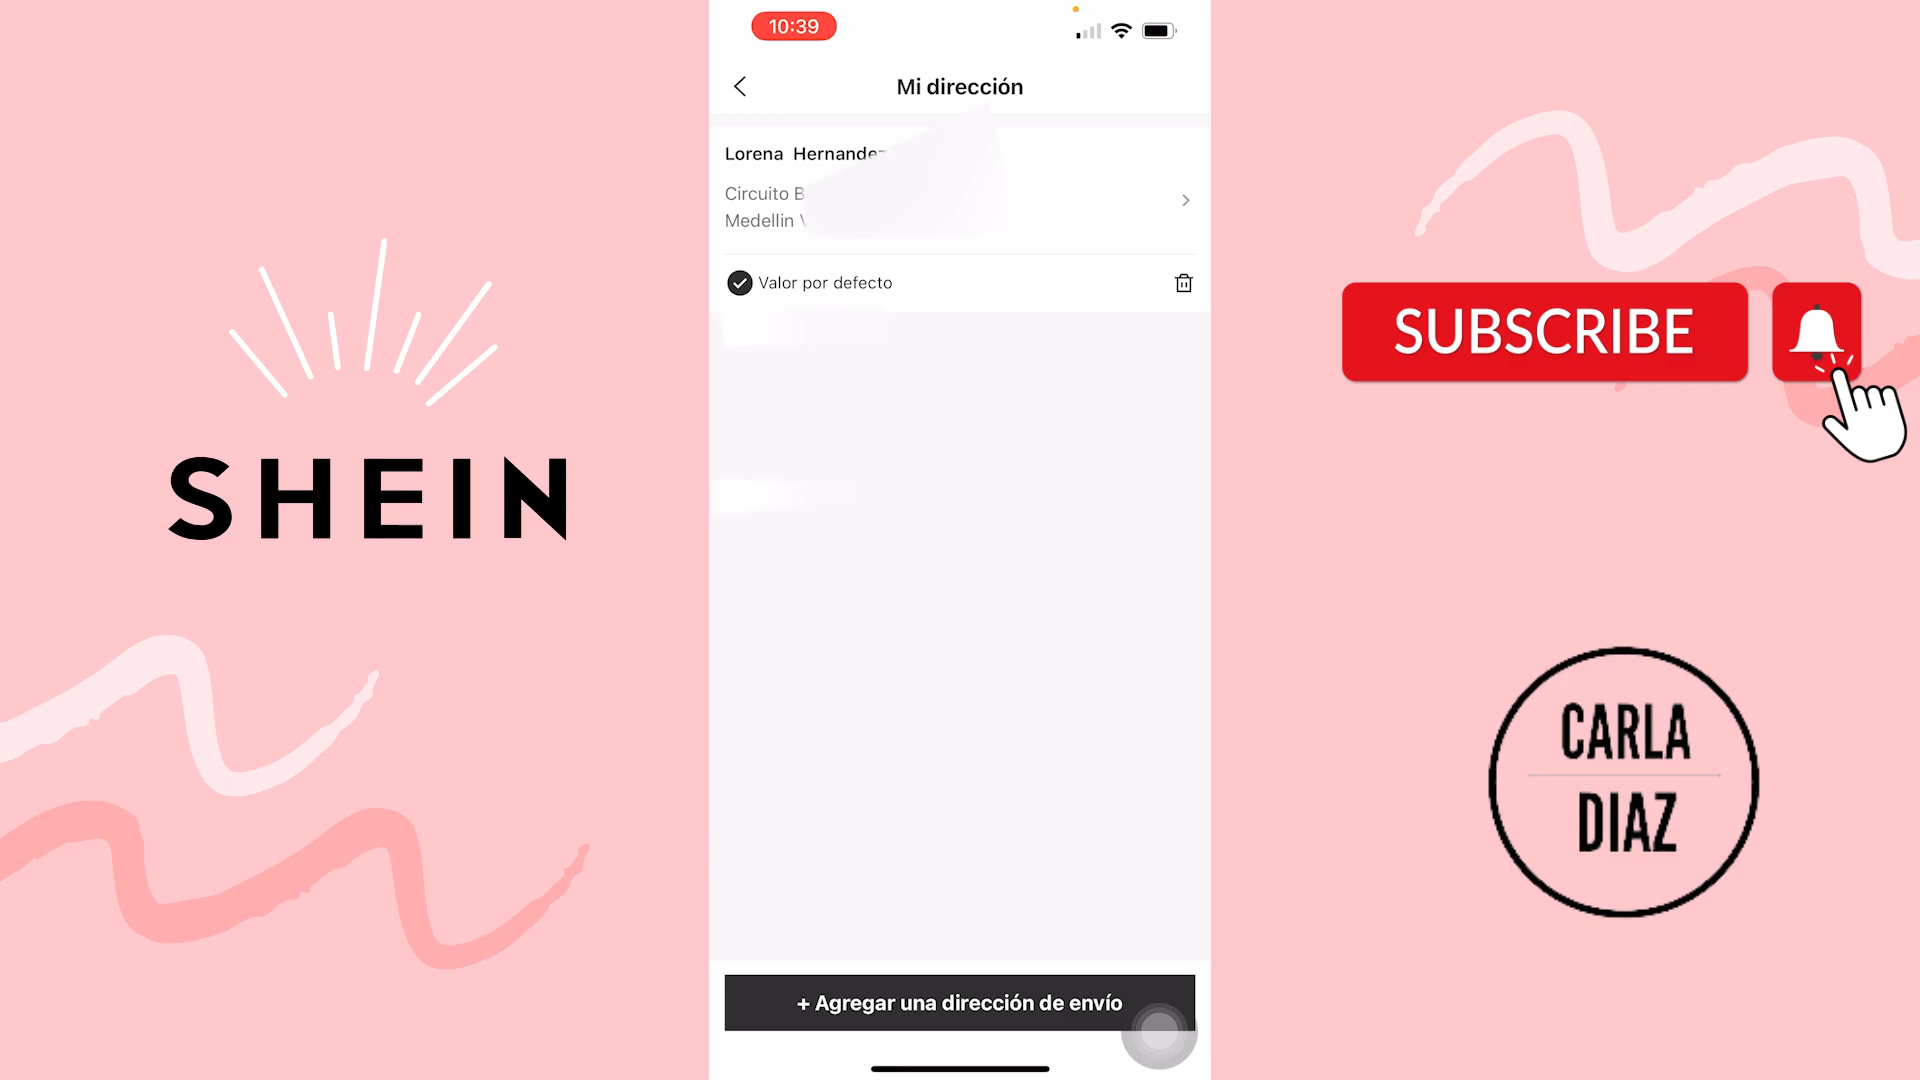 10:39
Mi dirección
Lorena Hernandez
Circuito B
Medellin
Valor por defecto
+ Agregar una dirección de envío
SHEIN
SUBSCRIBE
CARLA
DIAZ